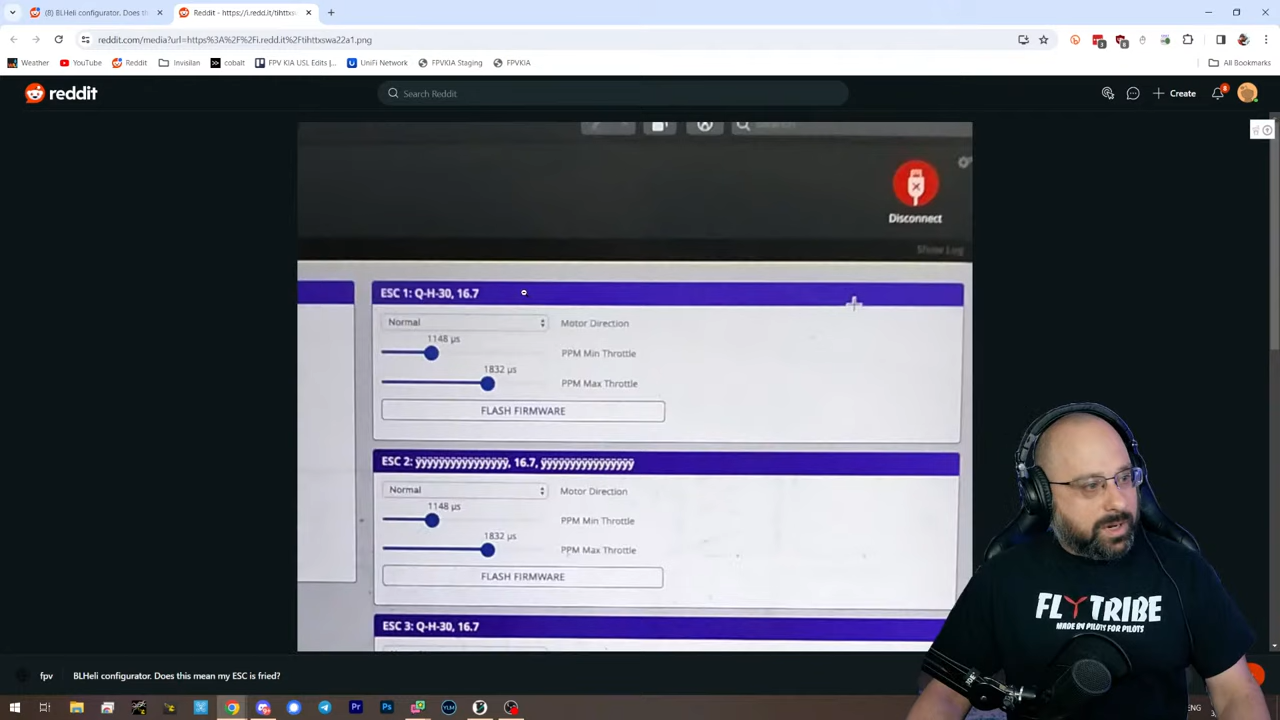 (8) BLHeli configurator. Does th
Reddit - https://i.redd.it/tihttxs
reddit.com/media?url=https%3A%2F%2Fi.redd.it%2Ftihttxswa22a1.png
Weather
YouTube
Reddit
Invisilan
cobalt
FPV KIA USL Edits |...
UniFi Network
FPVKIA Staging
FPVKIA
All Bookmarks
reddit
Search Reddit
Create
8
Disconnect
Show Log
ESC 1: Q-H-30, 16.7
Normal
Motor Direction
1148 µs
PPM Min Throttle
1832 µs
PPM Max Throttle
FLASH FIRMWARE
ESC 2: ÿÿÿÿÿÿÿÿÿÿÿÿÿÿÿÿ, 16.7, ÿÿÿÿÿÿÿÿÿÿÿÿÿÿÿÿ
Normal
Motor Direction
1148 µs
PPM Min Throttle
1832 µs
PPM Max Throttle
FLASH FIRMWARE
ESC 3: Q-H-30, 16.7
FLYTRIBE
MADE BY PILOTS FOR PILOTS
fpv
BLHeli configurator. Does this mean my ESC is fried?
ENG